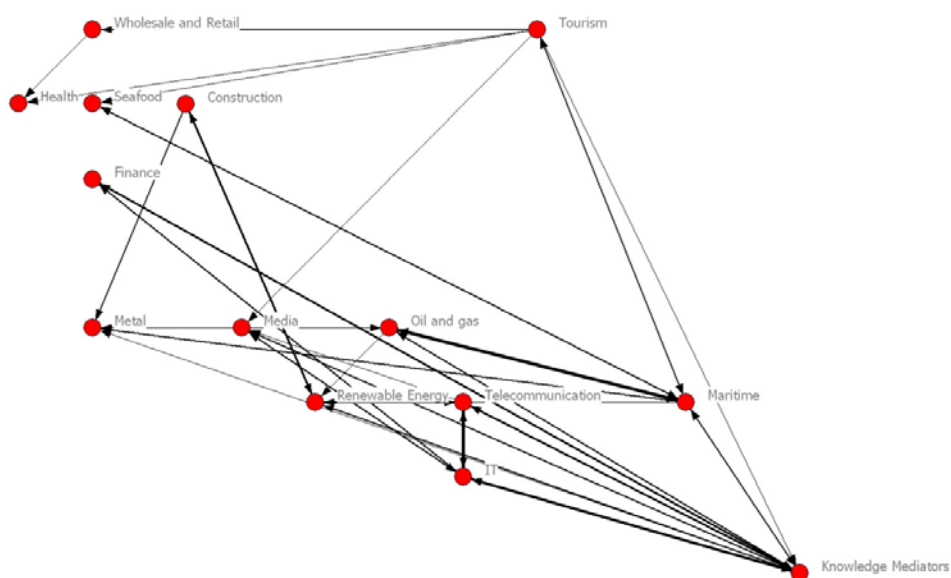 Wholesale and Retail
Tourism
Health
Seafood
Construction
Finance
Metal
Media
Oil and gas
Renewable Energy
Telecommunication
Maritime
IT
Knowledge Mediators